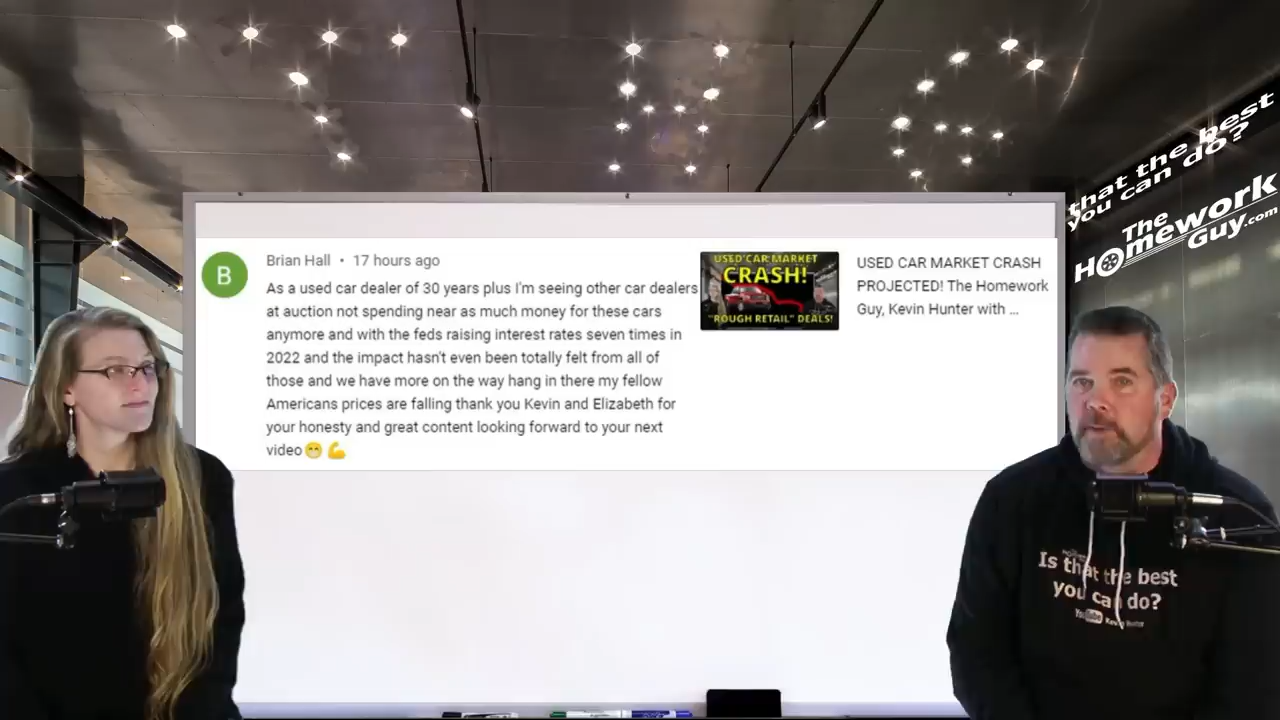 that the best
you can do?
The
Homework
Guy.com
Brian Hall • 17 hours ago
As a used car dealer of 30 years plus i'm seeing other car dealers
at auction not spending near as much money for these cars
anymore and with the feds raising interest rates seven times in
2022 and the impact hasn't even been totally felt from all of
those and we have more on the way hang in there my fellow
Americans prices are falling thank you Kevin and Elizabeth for
your honesty and great content looking forward to your next
video😁💪
USED CAR MARKET
CRASH!
"ROUGH RETAIL" DEALS!
USED CAR MARKET CRASH
PROJECTED! The Homework
Guy, Kevin Hunter with ...
Is that the best
you can do?
YouTube Kevin Hunter